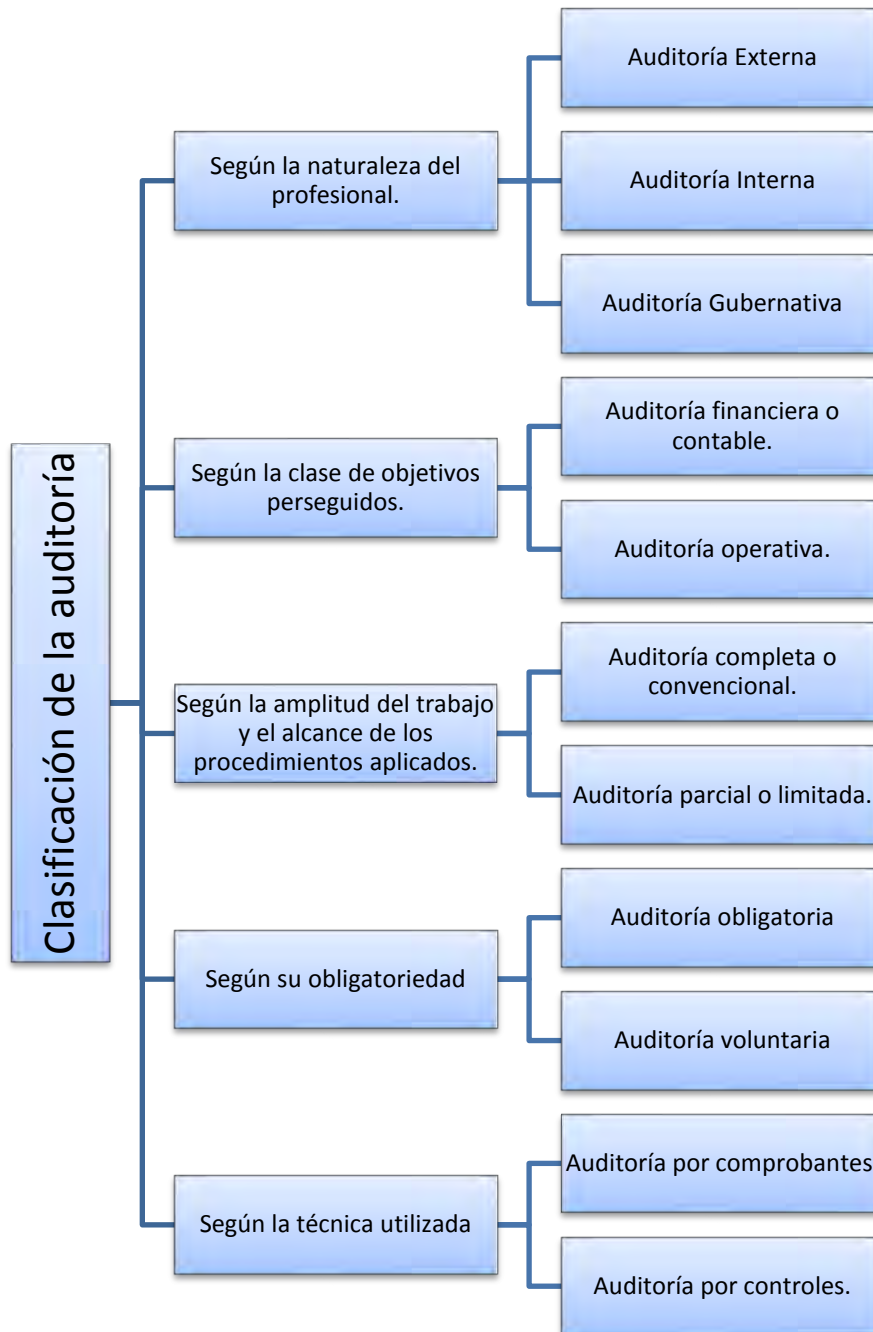 Clasificación de la auditoría
Según la naturaleza del
profesional.
Auditoría Externa
Auditoría Interna
Auditoría Gubernativa
Según la clase de objetivos
perseguidos.
Auditoría financiera o
contable.
Auditoría operativa.
Según la amplitud del trabajo
y el alcance de los
procedimientos aplicados.
Auditoría completa o
convencional.
Auditoría parcial o limitada.
Según su obligatoriedad
Auditoría obligatoria
Auditoría voluntaria
Según la técnica utilizada
Auditoría por comprobantes
Auditoría por controles.